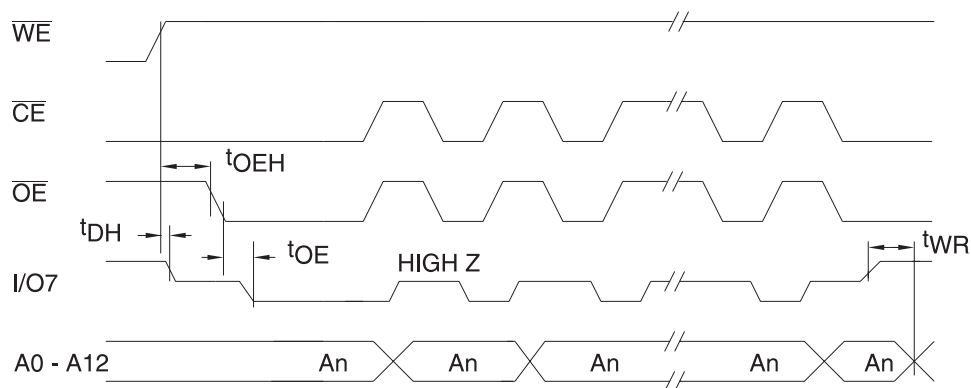 WE
CE
tOEH
OE
tDH
tOE
tWR
HIGH Z
I/O7
A0 - A12
An
An
An
An
An